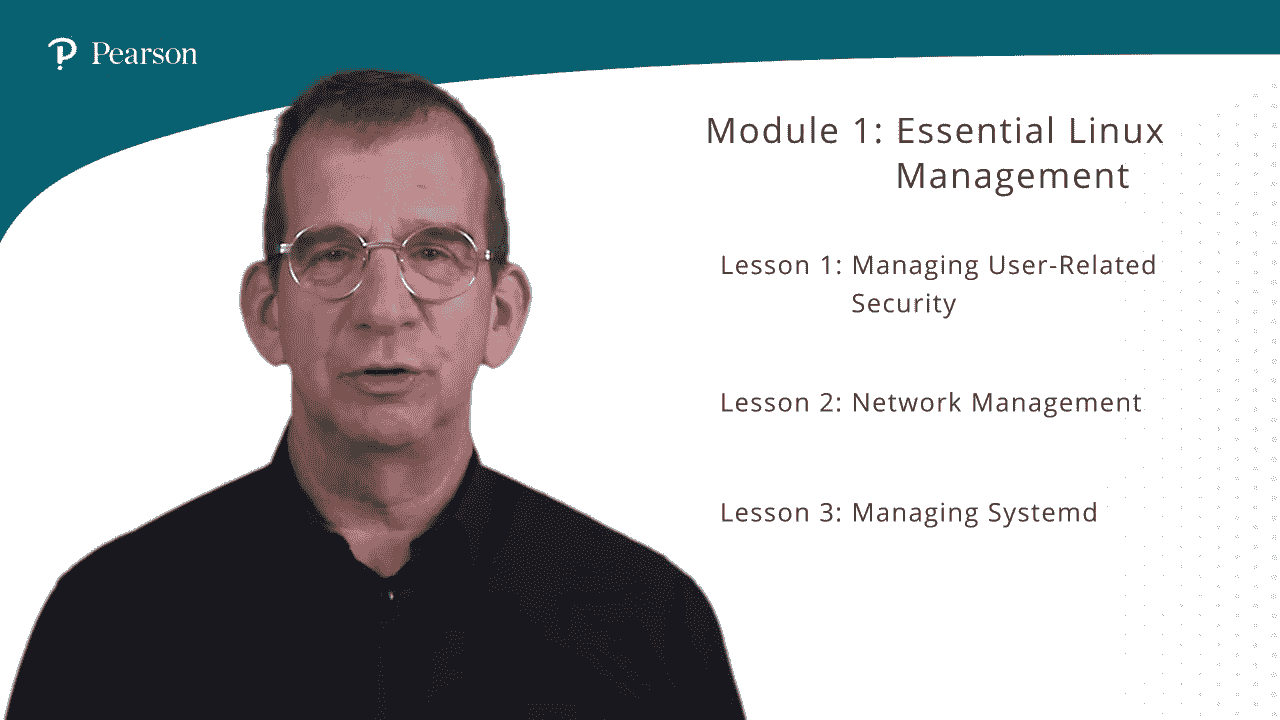 Pearson
Module 1: Essential Linux
Management
Lesson 1: Managing User-Related
Security
Lesson 2: Network Management
Lesson 3: Managing Systemd